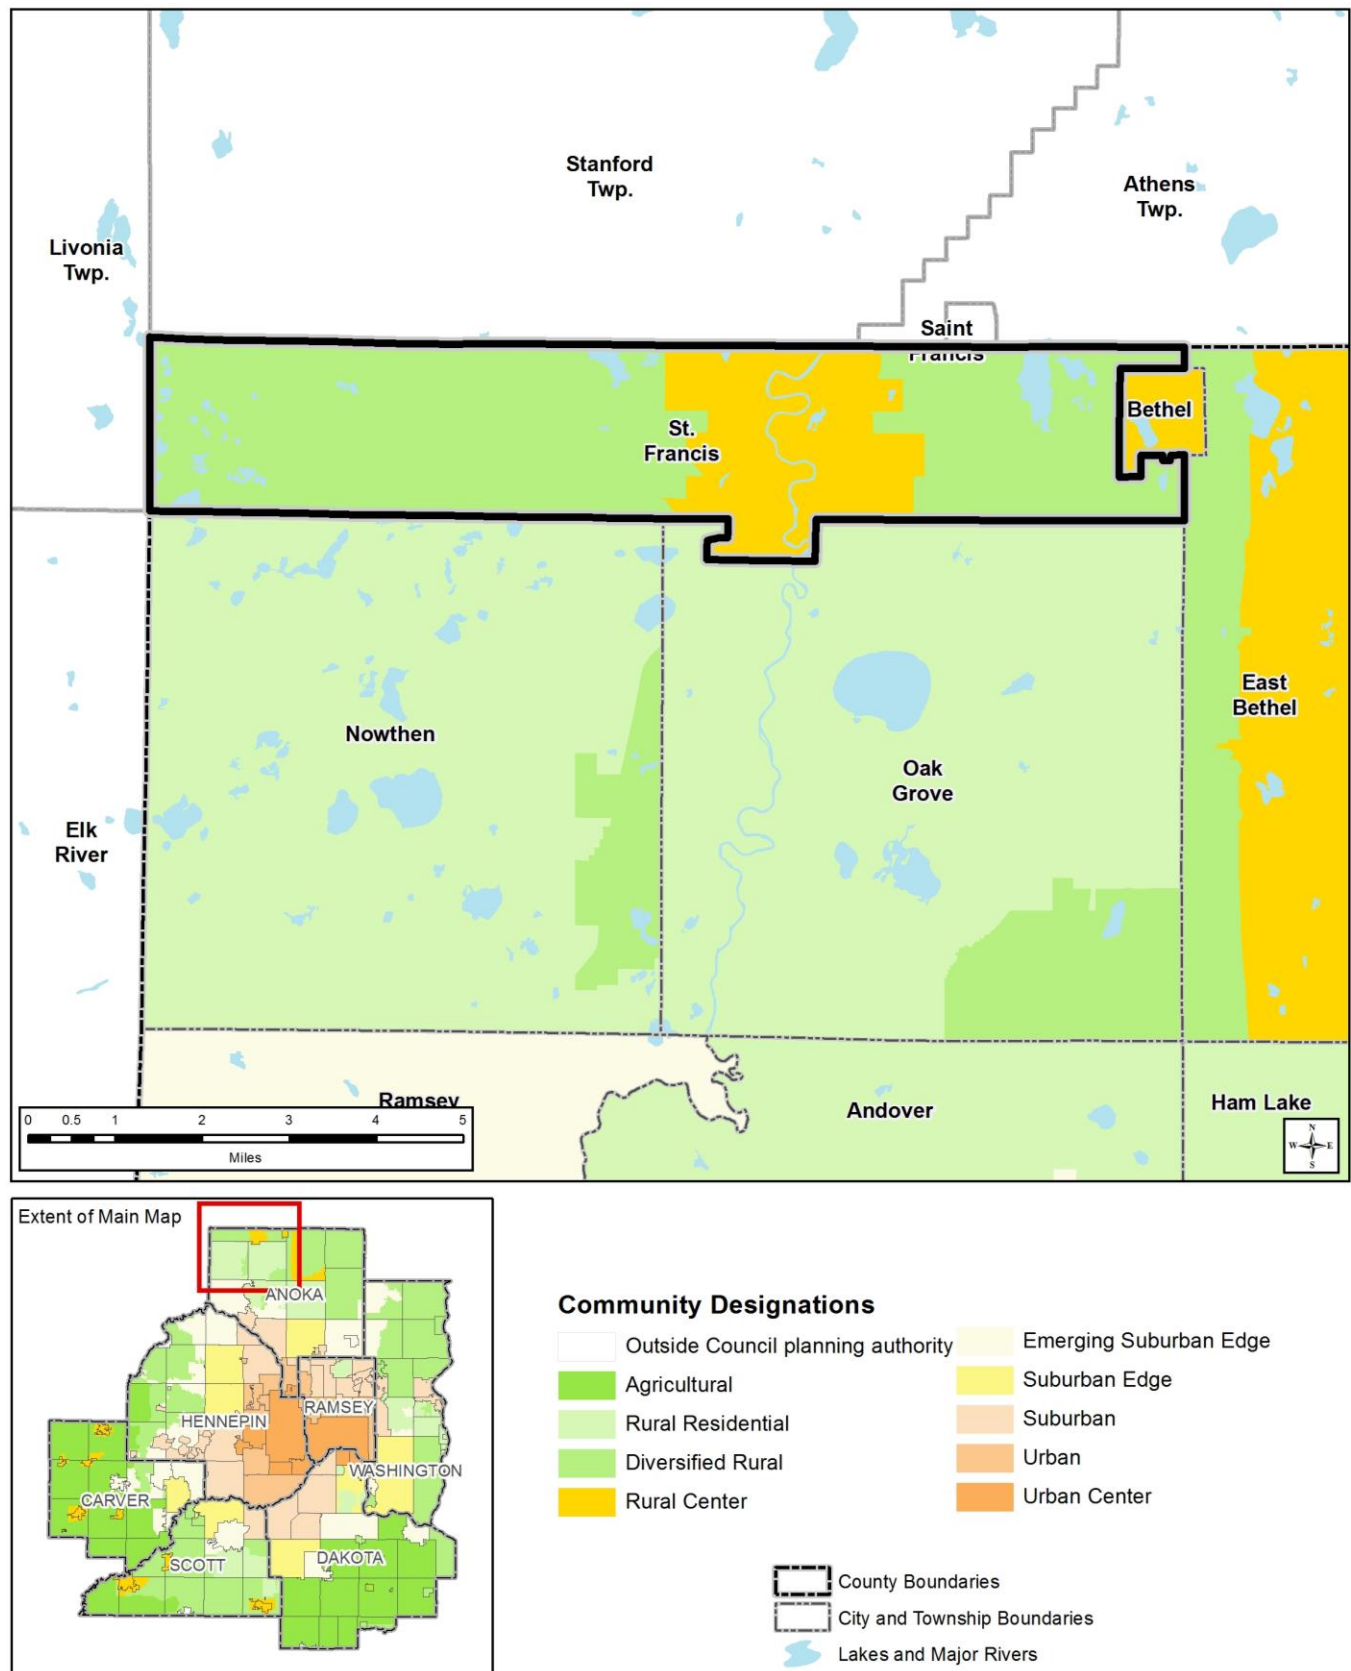 Stanford
Twp.
Athens
Twp.
Livonia
Twp.
Saint
Francis
Bethel
St.
Francis
East
Bethel
Nowthen
Oak
Grove
Elk
River
Ramsey
Andover
Ham Lake
0 0.5 1 2 3 4 5
Miles
N
W E
S
Extent of Main Map
ANOKA
HENNEPIN
RAMSEY
WASHINGTON
CARVER
SCOTT
DAKOTA
Community Designations
Outside Council planning authority
Agricultural
Rural Residential
Diversified Rural
Rural Center
Emerging Suburban Edge
Suburban Edge
Suburban
Urban
Urban Center
County Boundaries
City and Township Boundaries
Lakes and Major Rivers